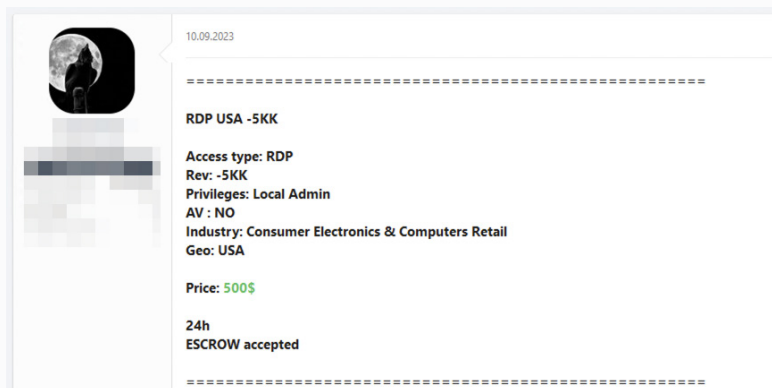 10.09.2023
=====================================================
RDP USA -5KK
Access type: RDP
Rev: -5KK
Privileges: Local Admin
AV : NO
Industry: Consumer Electronics & Computers Retail
Geo: USA
Price: 500$
24h
ESCROW accepted
=====================================================